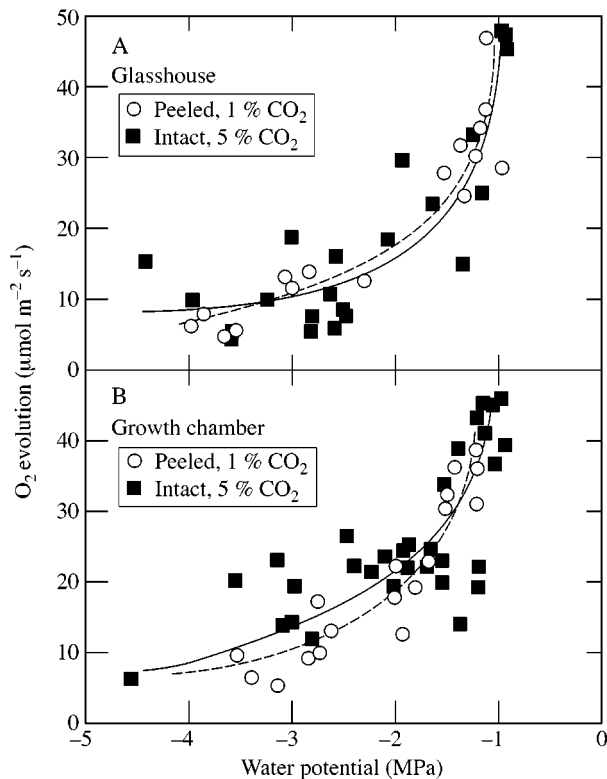 50
A
Glasshouse
Peeled, 1 % CO₂
Intact, 5 % CO₂
40
30
20
10
0
B
Growth chamber
Peeled, 1 % CO₂
Intact, 5 % CO₂
40
30
20
10
0
–5 –4 –3 –2 –1 0
Water potential (MPa)
O₂ evolution (μmol m⁻² s⁻¹)